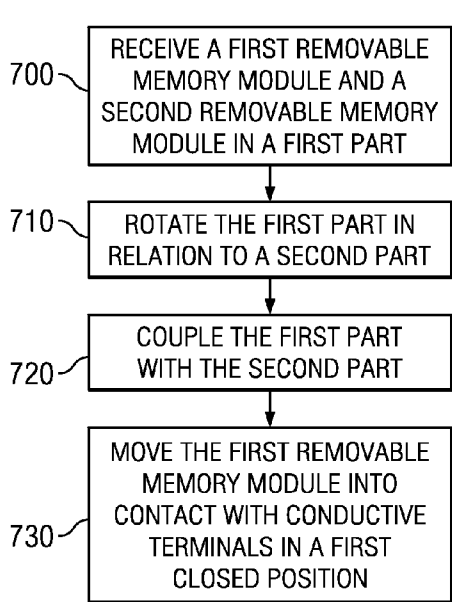 700
RECEIVE A FIRST REMOVABLE
MEMORY MODULE AND A
SECOND REMOVABLE MEMORY
MODULE IN A FIRST PART
710
ROTATE THE FIRST PART IN
RELATION TO A SECOND PART
720
COUPLE THE FIRST PART
WITH THE SECOND PART
730
MOVE THE FIRST REMOVABLE
MEMORY MODULE INTO
CONTACT WITH CONDUCTIVE
TERMINALS IN A FIRST
CLOSED POSITION